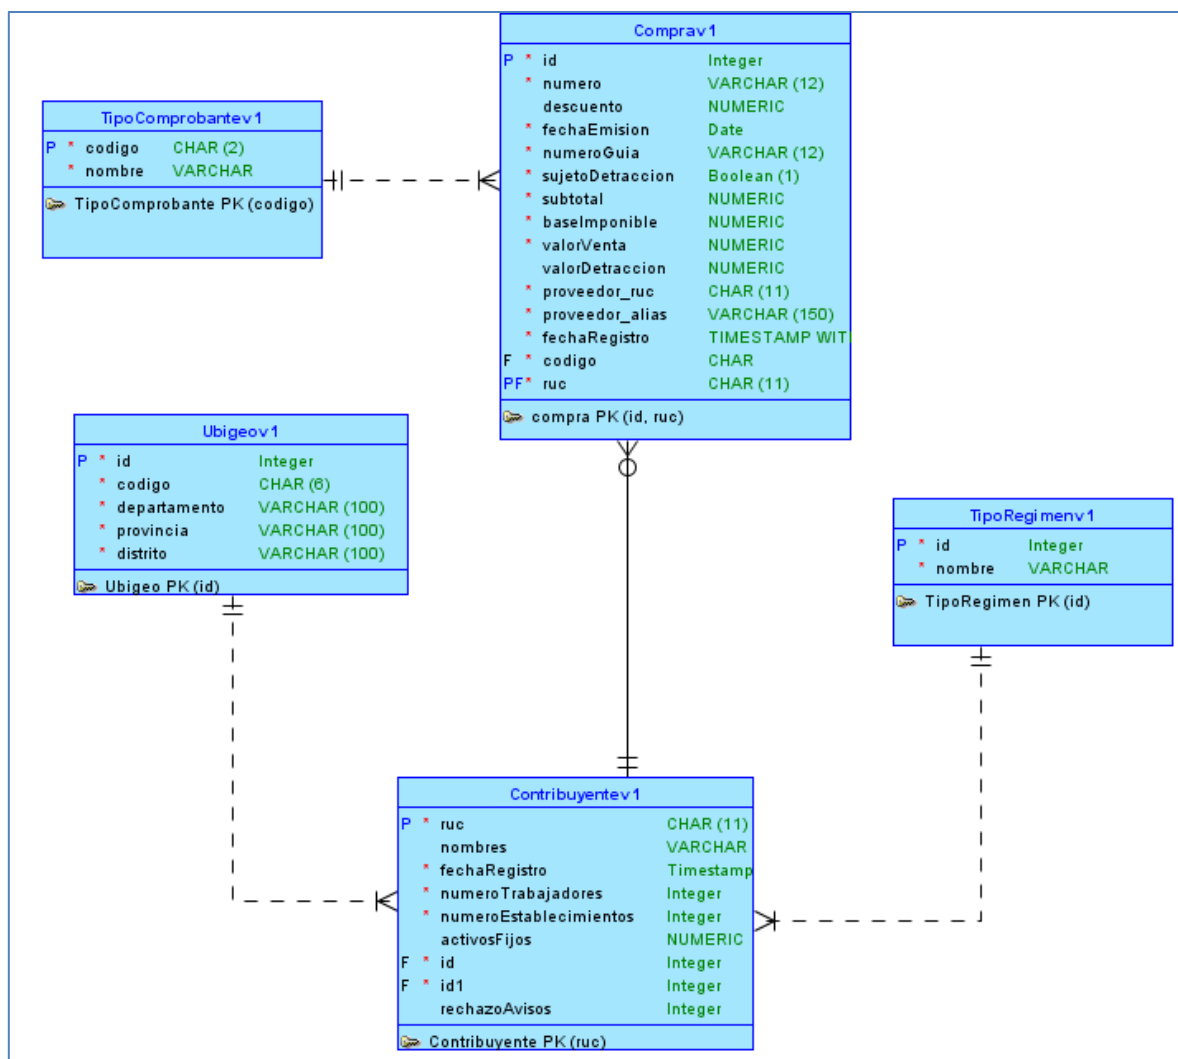 Comprav1
P * id Integer
* numero VARCHAR (12)
descuento NUMERIC
* fechaEmision Date
* numeroGuia VARCHAR (12)
* sujetoDetraccion Boolean (1)
* subtotal NUMERIC
* baseImponible NUMERIC
* valorVenta NUMERIC
valorDetraccion NUMERIC
* proveedor_ruc CHAR (11)
* proveedor_alias VARCHAR (150)
* fechaRegistro TIMESTAMP WIT
F * codigo CHAR
PF* ruc CHAR (11)
compra PK (id, ruc)
TipoComprobantev1
P * codigo CHAR (2)
* nombre VARCHAR
TipoComprobante PK (codigo)
Ubigeov1
P * id Integer
* codigo CHAR (6)
* departamento VARCHAR (100)
* provincia VARCHAR (100)
* distrito VARCHAR (100)
Ubigeo PK (id)
TipoRegimenv1
P * id Integer
* nombre VARCHAR
TipoRegimen PK (id)
Contribuyentev1
P * ruc CHAR (11)
nombres VARCHAR
* fechaRegistro Timestamp
* numeroTrabajadores Integer
* numeroEstablecimientos Integer
activosFijos NUMERIC
F * id Integer
F * id1 Integer
rechazoAvisos Integer
Contribuyente PK (ruc)